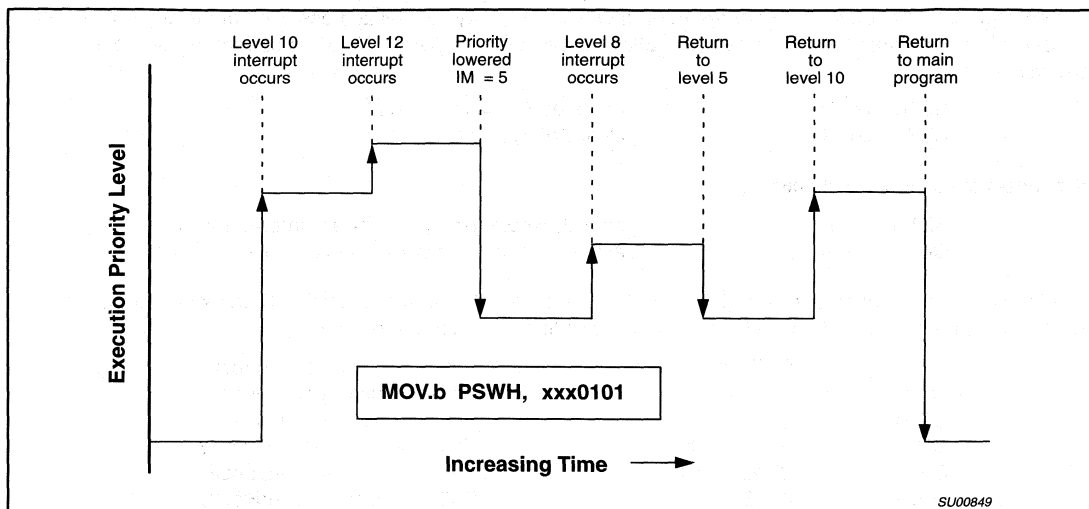 Level 10
interrupt
occurs
Level 12
interrupt
occurs
Priority
lowered
IM = 5
Level 8
interrupt
occurs
Return
to
level 5
Return
to
level 10
Return
to main
program
Execution Priority Level
MOV.b PSWH, xxx0101
Increasing Time
SU00849